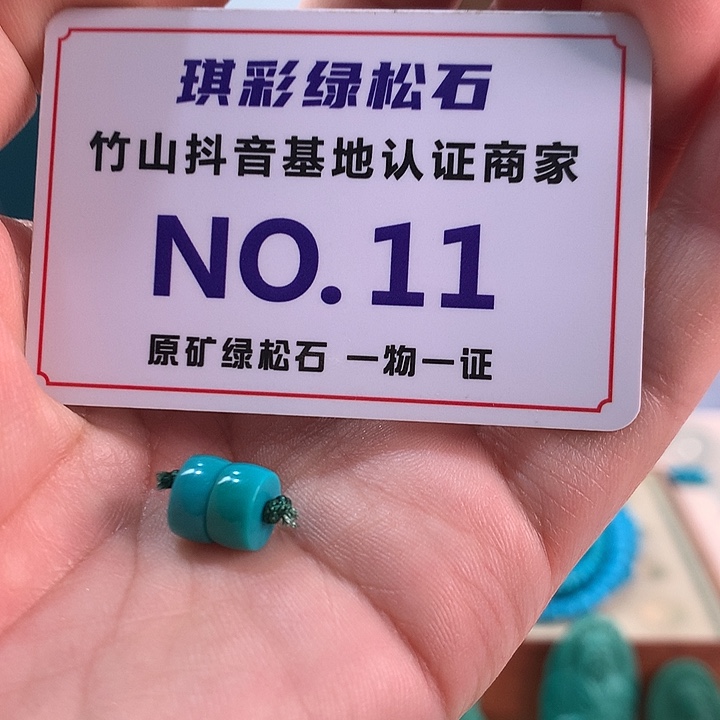 琪彩绿松石
竹山抖音基地认证商家
NO.11
原矿绿松石 一物一证